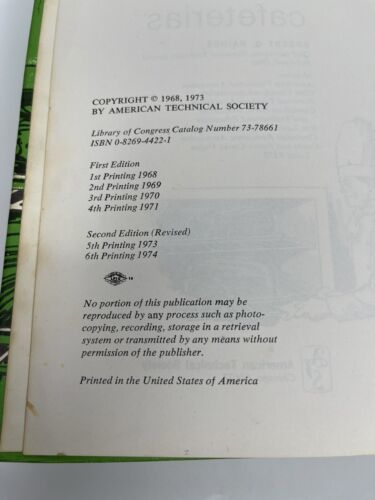 COPYRIGHT © 1968, 1973
BY AMERICAN TECHNICAL SOCIETY
Library of Congress Catalog Number 73-78661
ISBN 0-8269-4422-1
First Edition
1st Printing 1968
2nd Printing 1969
3rd Printing 1970
4th Printing 1971
Second Edition (Revised)
5th Printing 1973
6th Printing 1974
No portion of this publication may be
reproduced by any process such as photo-
copying, recording, storage in a retrieval
system or transmitted by any means without
permission of the publisher.
Printed in the United States of America
cafeterias
American Technical Society